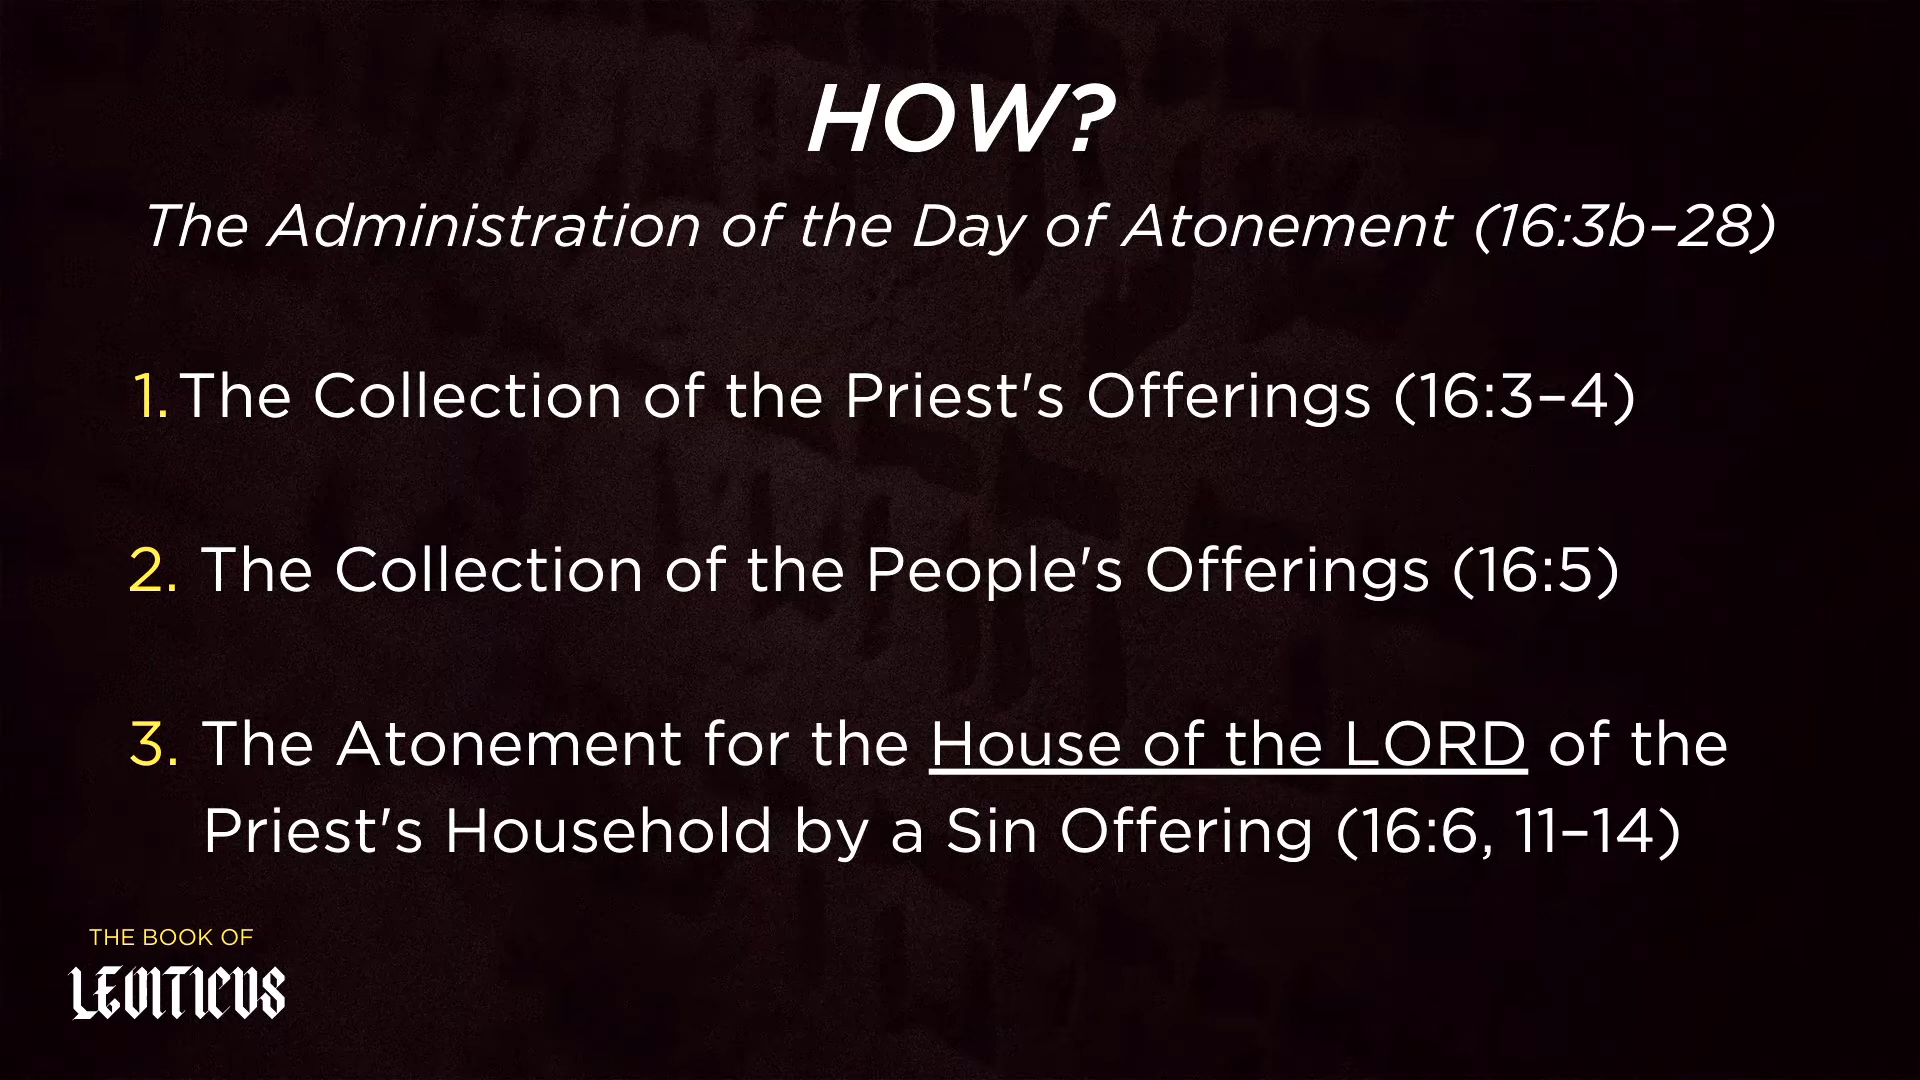 HOW?
The Administration of the Day of Atonement (16:3b–28)
1. The Collection of the Priest's Offerings (16:3–4)
2. The Collection of the People's Offerings (16:5)
3. The Atonement for the House of the LORD of the
Priest's Household by a Sin Offering (16:6, 11–14)
THE BOOK OF
LEVITICUS